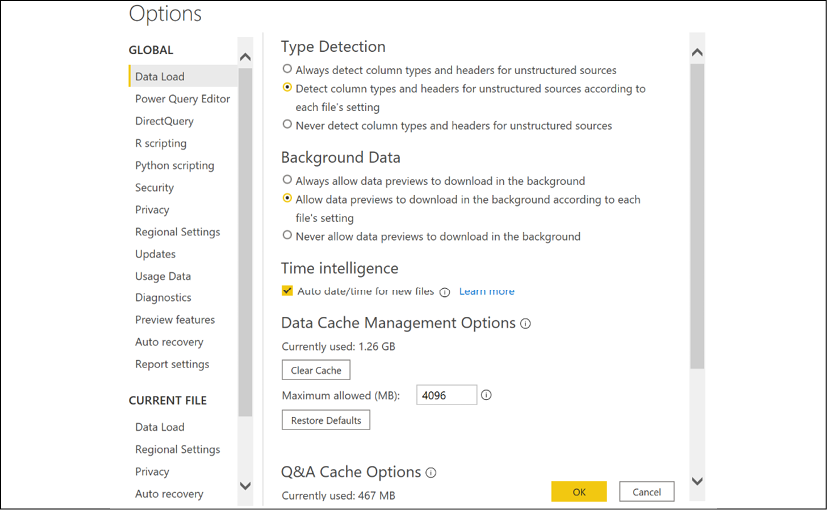 Options
GLOBAL
Data Load
Power Query Editor
DirectQuery
R scripting
Python scripting
Security
Privacy
Regional Settings
Updates
Usage Data
Diagnostics
Preview features
Auto recovery
Report settings
CURRENT FILE
Data Load
Regional Settings
Privacy
Auto recovery
Type Detection
Always detect column types and headers for unstructured sources
Detect column types and headers for unstructured sources according to
each file's setting
Never detect column types and headers for unstructured sources
Background Data
Always allow data previews to download in the background
Allow data previews to download in the background according to each
file's setting
Never allow data previews to download in the background
Time intelligence
Auto date/time for new files Learn more
Data Cache Management Options
Currently used: 1.26 GB
Clear Cache
Maximum allowed (MB): 4096
Restore Defaults
Q&A Cache Options
Currently used: 467 MB
OK Cancel